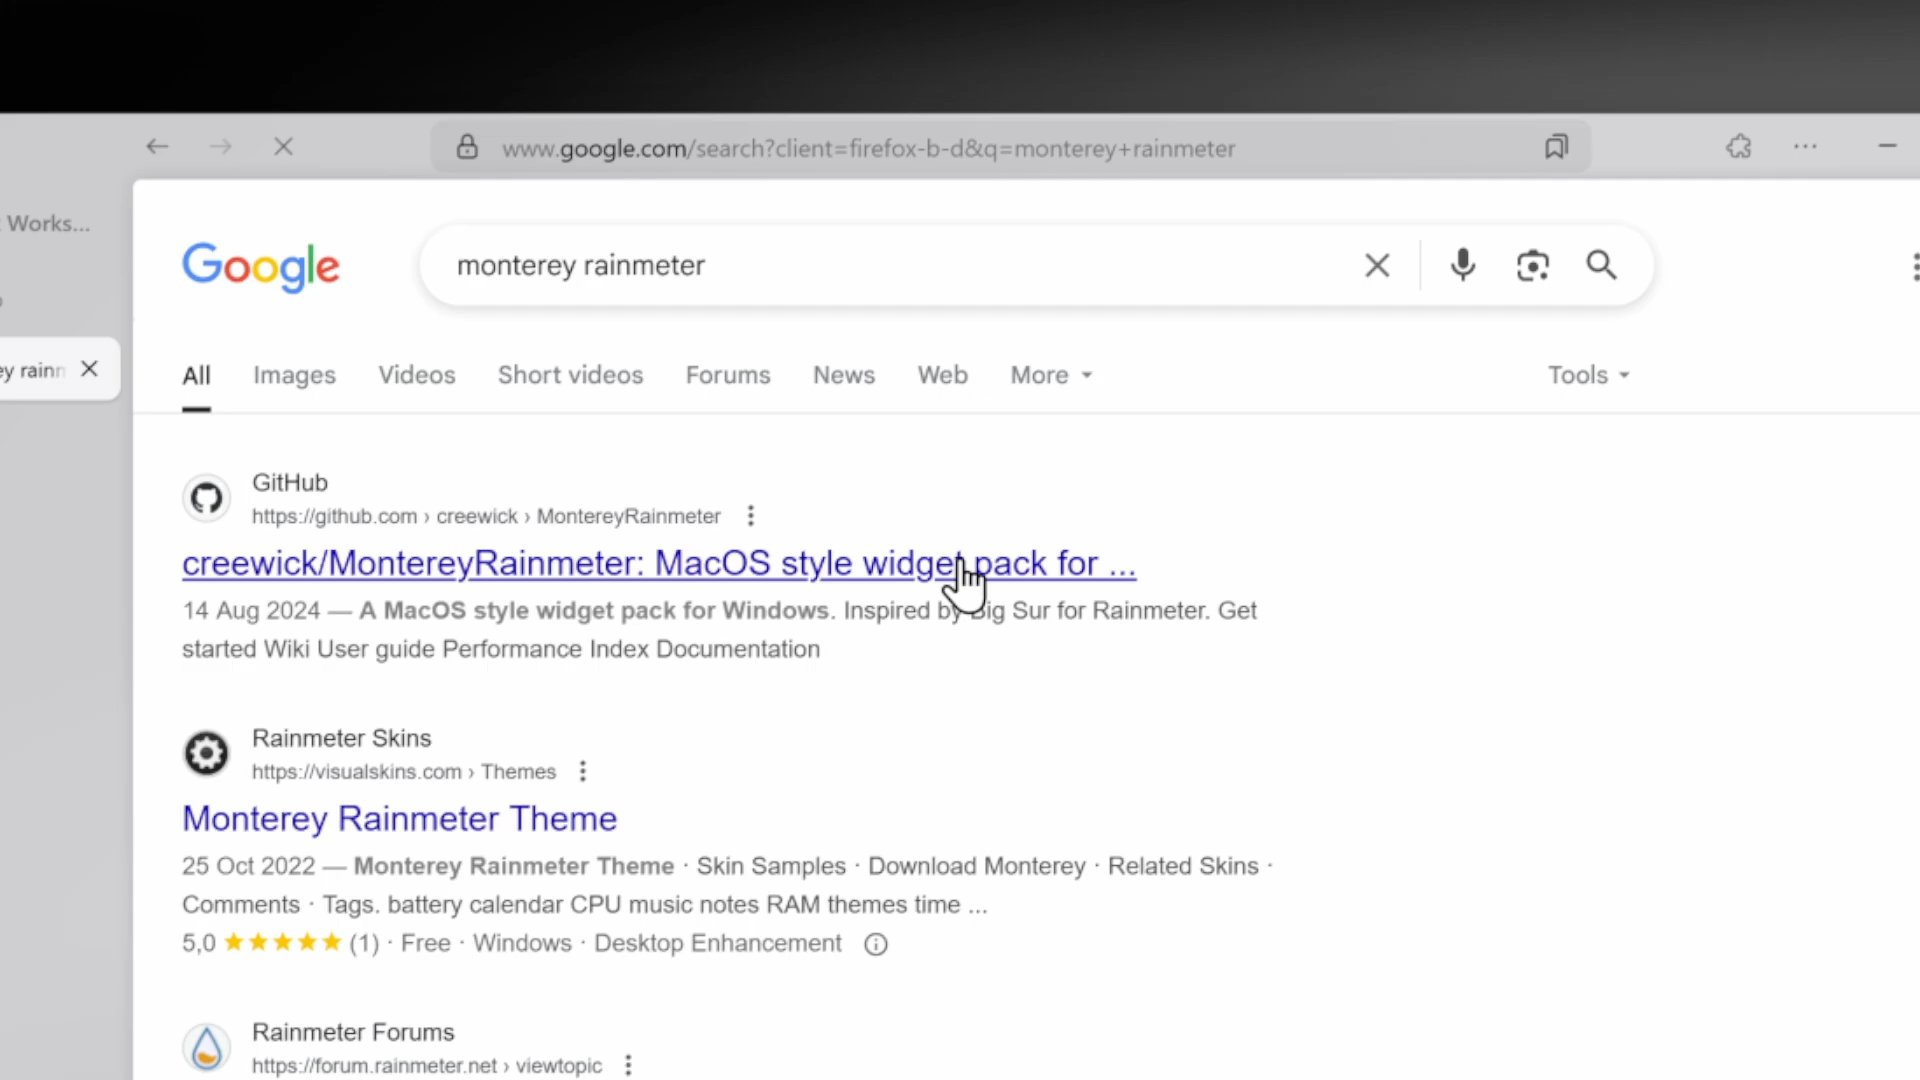 www.google.com/search?client=firefox-b-d&q=monterey+rainmeter
Works...
Google
monterey rainmeter
ey rainm
All Images Videos Short videos Forums News Web More Tools
GitHub
https://github.com › creewick › MontereyRainmeter
creewick/MontereyRainmeter: MacOS style widget pack for ...
14 Aug 2024 — A MacOS style widget pack for Windows. Inspired by Big Sur for Rainmeter. Get
started Wiki User guide Performance Index Documentation
Rainmeter Skins
https://visualskins.com › Themes
Monterey Rainmeter Theme
25 Oct 2022 — Monterey Rainmeter Theme · Skin Samples · Download Monterey · Related Skins ·
Comments · Tags. battery calendar CPU music notes RAM themes time ...
5,0 ★★★★★ (1) · Free · Windows · Desktop Enhancement
Rainmeter Forums
https://forum.rainmeter.net › viewtopic